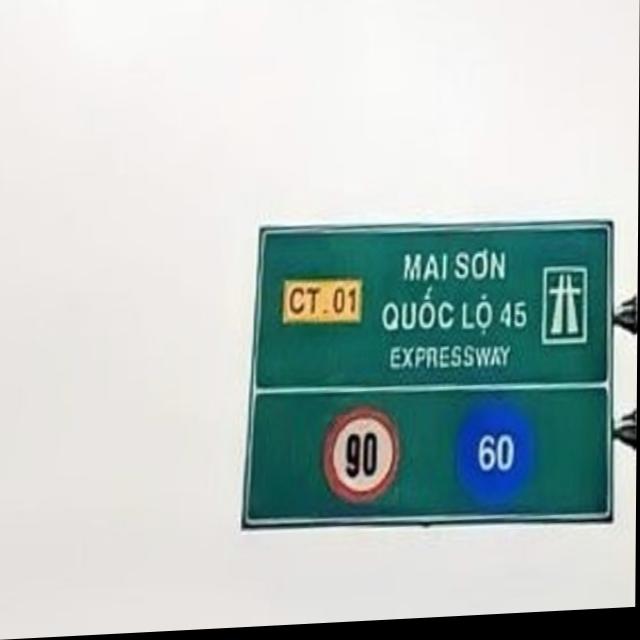 CT.01
MAI SƠN
QUỐC LỘ 45
EXPRESSWAY
90
60